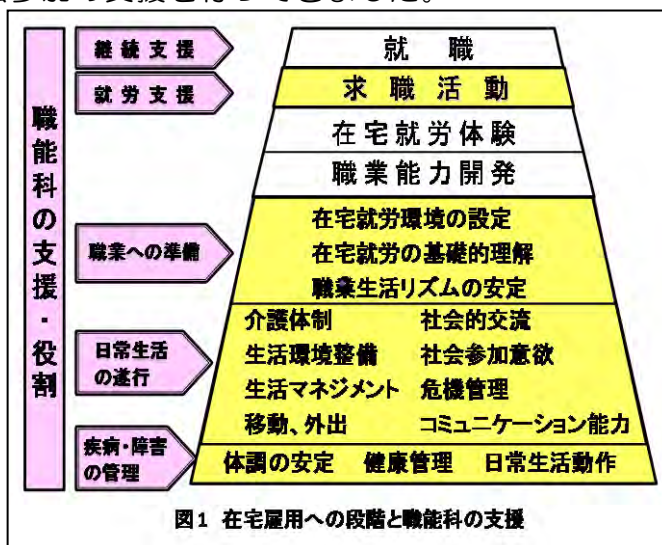 職能科の支援・役割
継続支援
就職
就労支援
求職活動
在宅就労体験
職業能力開発
職業への準備
在宅就労環境の設定
在宅就労の基礎的理解
職業生活リズムの安定
日常生活
の遂行
介護体制 社会的交流
生活環境整備 社会参加意欲
生活マネジメント 危機管理
移動、外出 コミュニケーション能力
疾病・障害
の管理
体調の安定 健康管理 日常生活動作
図1 在宅雇用への段階と職能科の支援